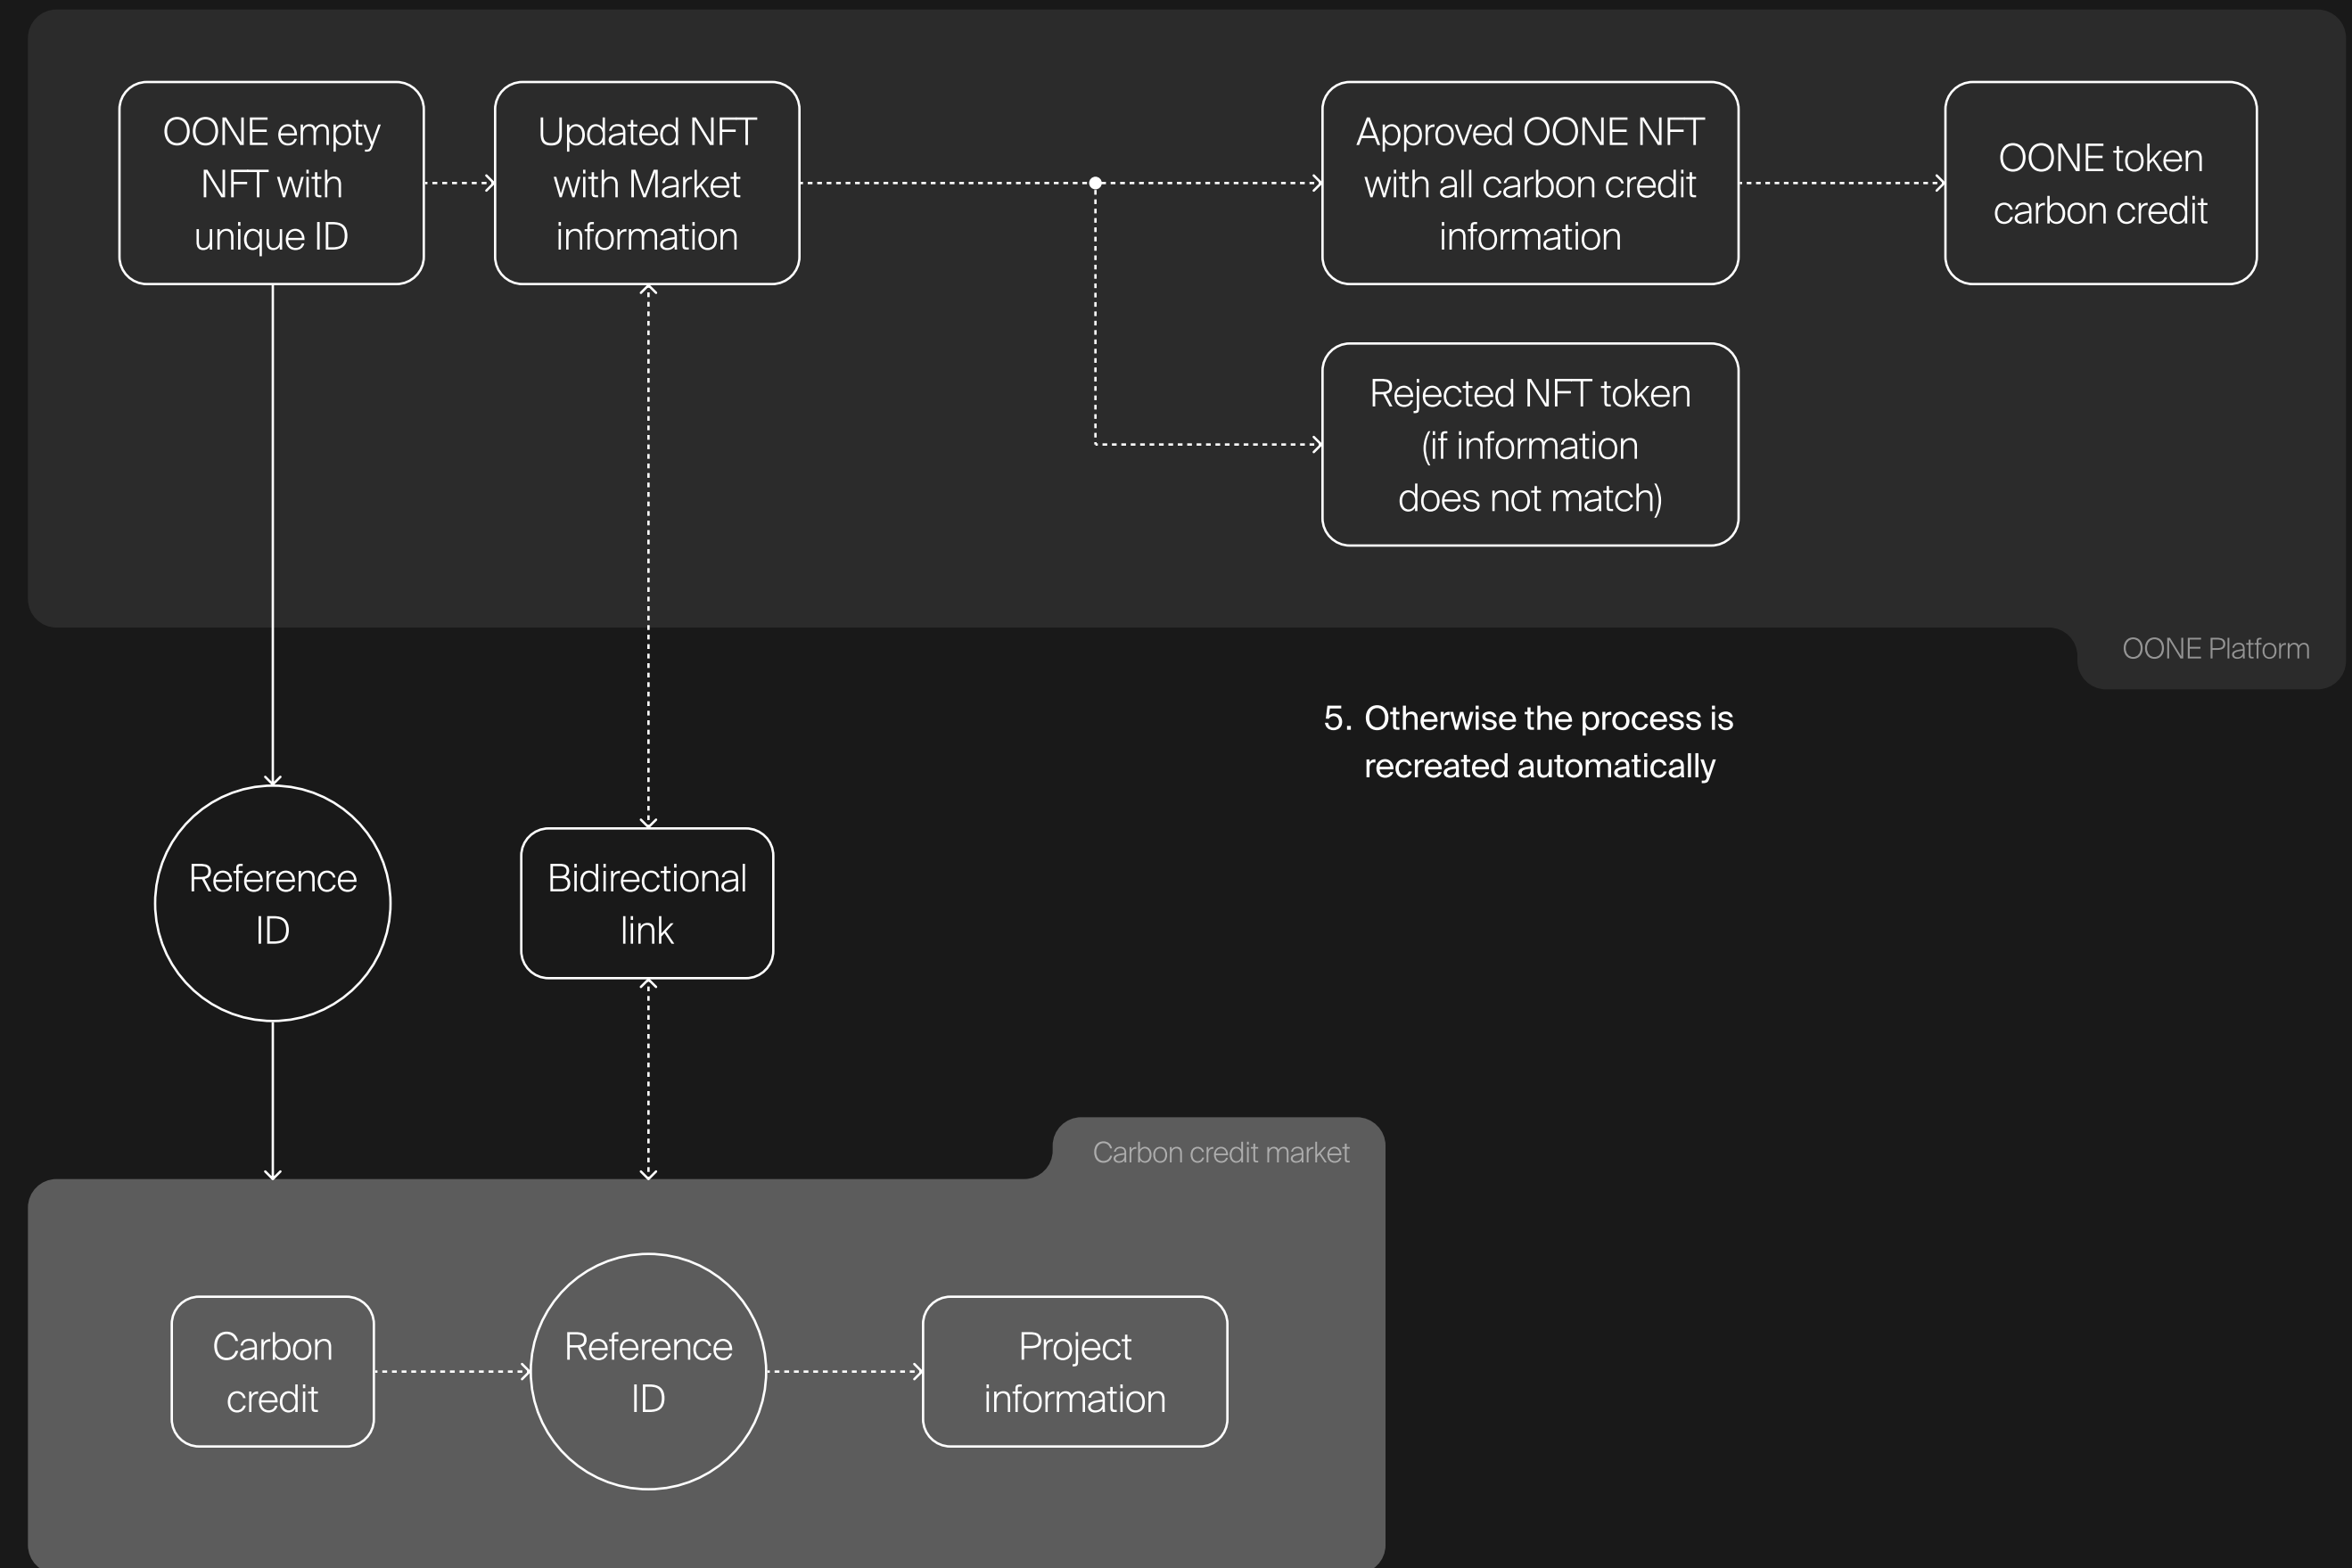 OONE empty
NFT with
unique ID
Updated NFT
with Market
information
Approved OONE NFT
with all carbon credit
information
OONE token
carbon credit
Rejected NFT token
(if information
does not match)
OONE Platform
5. Otherwise the process is
recreated automatically
Reference
ID
Bidirectional
link
Carbon credit market
Carbon
credit
Reference
ID
Project
information